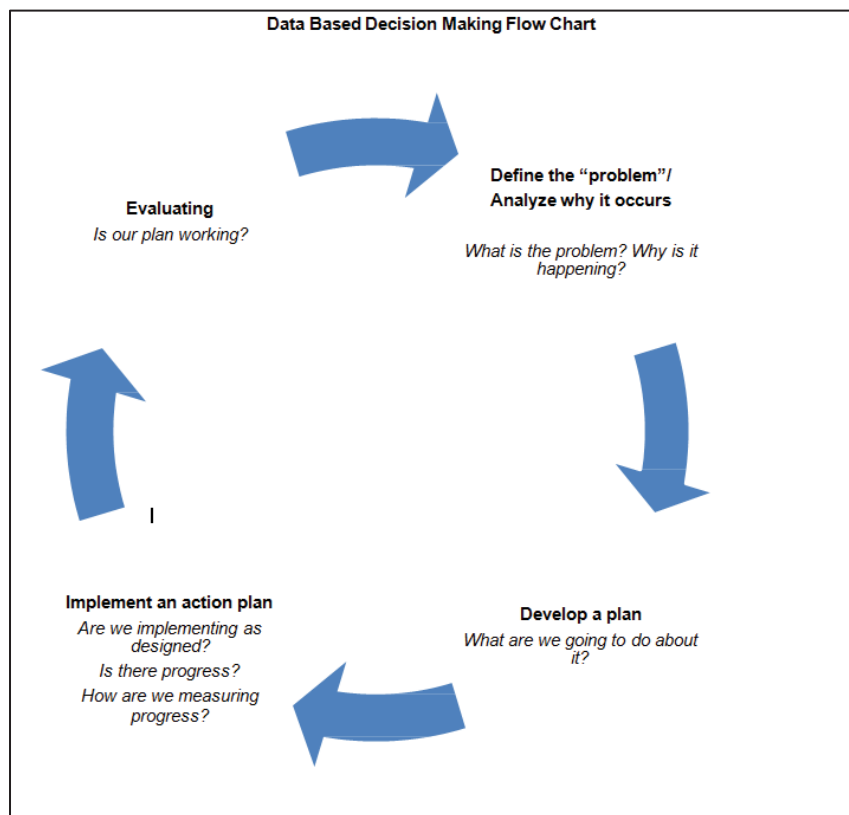 Data Based Decision Making Flow Chart
Define the “problem”/
Analyze why it occurs
What is the problem? Why is it
happening?
Develop a plan
What are we going to do about
it?
Implement an action plan
Are we implementing as
designed?
Is there progress?
How are we measuring
progress?
Evaluating
Is our plan working?